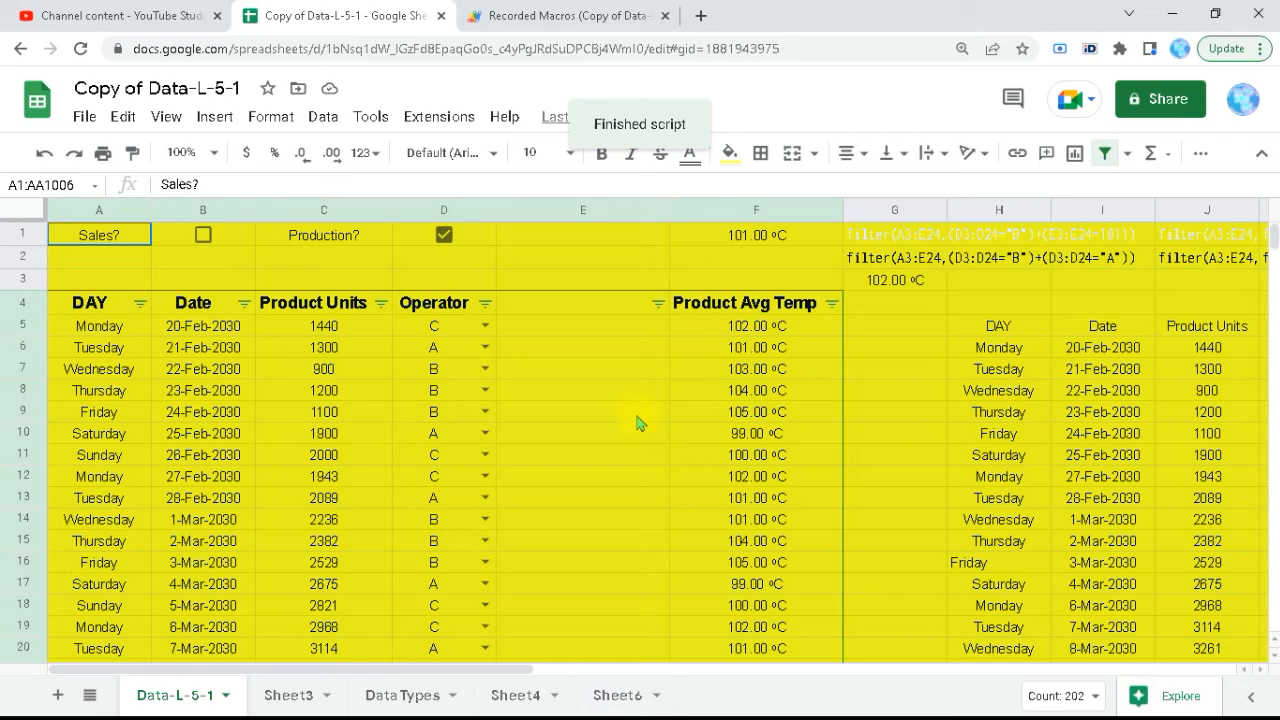 Channel content - YouTube Stud
Copy of Data-L-5-1 - Google She
Recorded Macros (Copy of Data-
docs.google.com/spreadsheets/d/1bNsq1dW_lGzFd8EpaqGo0s_c4yPgJRdSuDPCBj4WmI0/edit#gid=1881943975
Update
Copy of Data-L-5-1
File Edit View Insert Format Data Tools Extensions Help Last
Finished script
Share
100% $ % .0 .00 123 Default (Ari... 10
A1:AA1006 fx Sales?
A B C D E F G H I J
1 Sales? Production? 101.00 ºC filter(A3:E24,(D3:D24="B")+(E3:E24=101)) filter(A3:E24, f
2 filter(A3:E24,(D3:D24="B")+(D3:D24="A")) filter(A3:E24, f
3 102.00 ºC
4 DAY Date Product Units Operator Product Avg Temp
5 Monday 20-Feb-2030 1440 C 102.00 ºC DAY Date Product Units
6 Tuesday 21-Feb-2030 1300 A 101.00 ºC Monday 20-Feb-2030 1440
7 Wednesday 22-Feb-2030 900 B 103.00 ºC Tuesday 21-Feb-2030 1300
8 Thursday 23-Feb-2030 1200 B 104.00 ºC Wednesday 22-Feb-2030 900
9 Friday 24-Feb-2030 1100 B 105.00 ºC Thursday 23-Feb-2030 1200
10 Saturday 25-Feb-2030 1900 A 99.00 ºC Friday 24-Feb-2030 1100
11 Sunday 26-Feb-2030 2000 C 100.00 ºC Saturday 25-Feb-2030 1900
12 Monday 27-Feb-2030 1943 C 102.00 ºC Monday 27-Feb-2030 1943
13 Tuesday 28-Feb-2030 2089 A 101.00 ºC Tuesday 28-Feb-2030 2089
14 Wednesday 1-Mar-2030 2236 B 101.00 ºC Wednesday 1-Mar-2030 2236
15 Thursday 2-Mar-2030 2382 B 104.00 ºC Thursday 2-Mar-2030 2382
16 Friday 3-Mar-2030 2529 B 105.00 ºC Friday 3-Mar-2030 2529
17 Saturday 4-Mar-2030 2675 A 99.00 ºC Saturday 4-Mar-2030 2675
18 Sunday 5-Mar-2030 2821 C 100.00 ºC Monday 6-Mar-2030 2968
19 Monday 6-Mar-2030 2968 C 102.00 ºC Tuesday 7-Mar-2030 3114
20 Tuesday 7-Mar-2030 3114 A 101.00 ºC Wednesday 8-Mar-2030 3261
Data-L-5-1 Sheet3 Data Types Sheet4 Sheet6 Count: 202 Explore